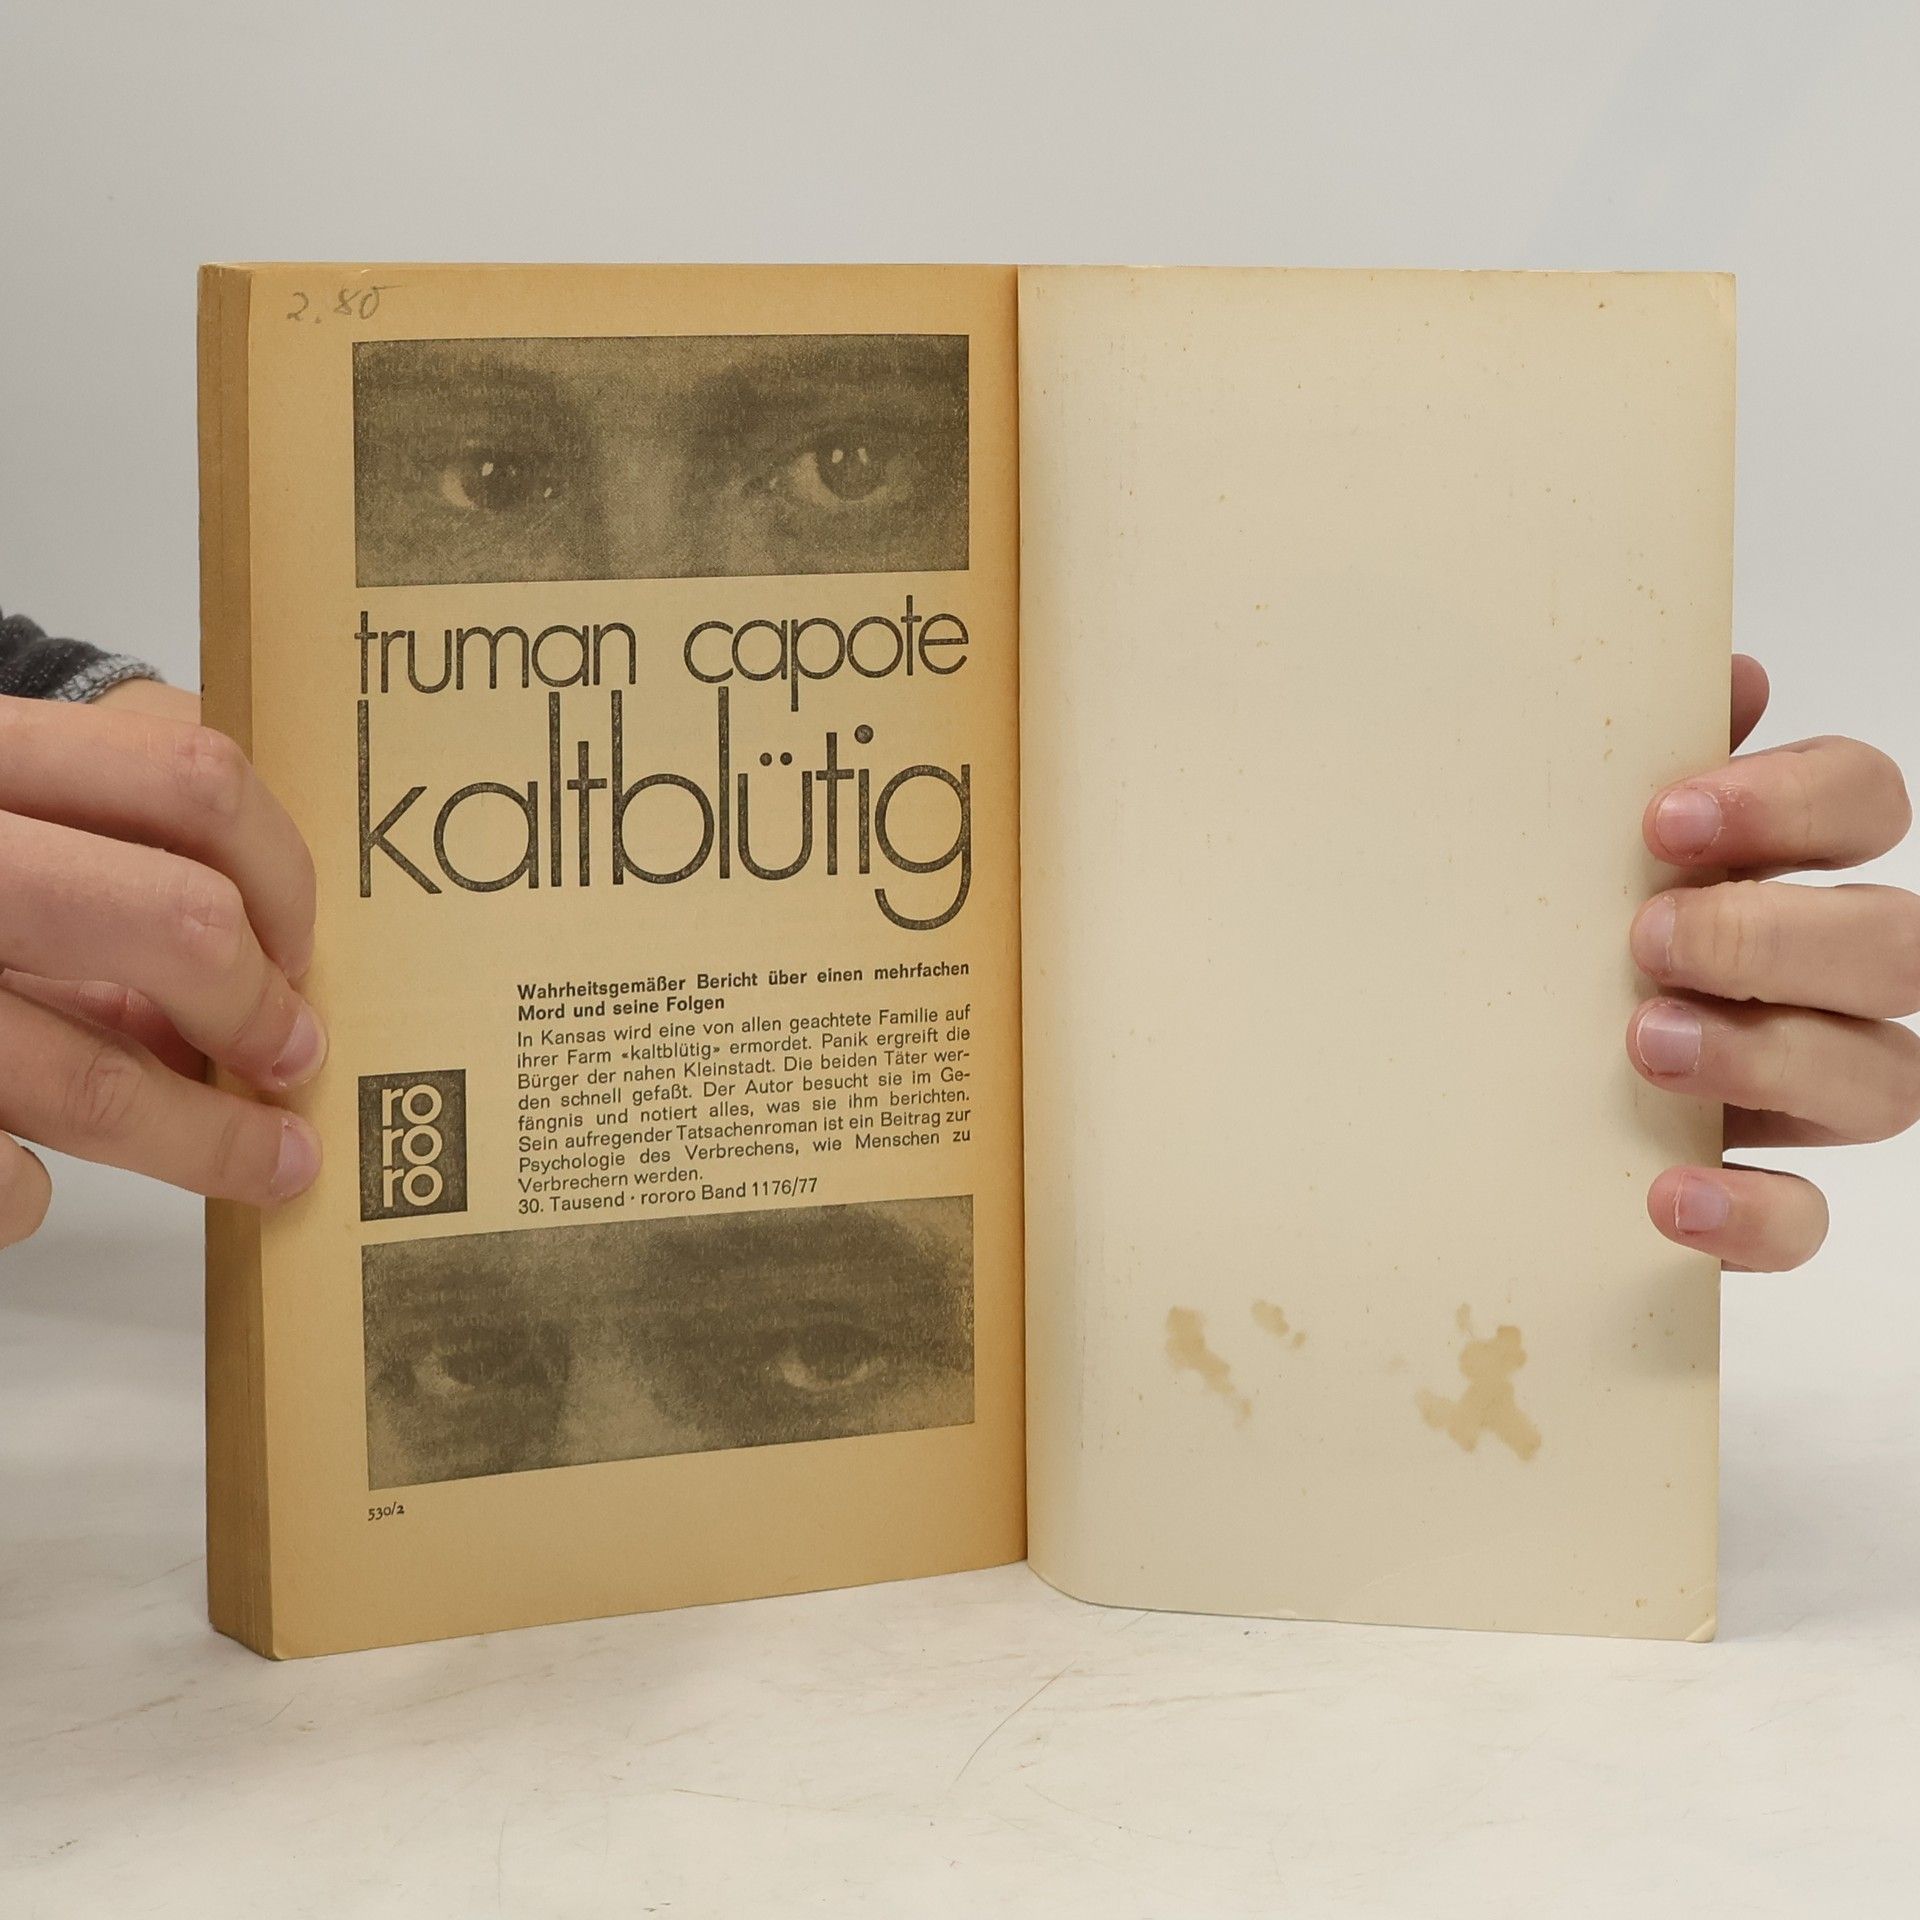 2.80
truman capote
kaltblütig
Wahrheitsgemäßer Bericht über einen mehrfachen
Mord und seine Folgen
In Kansas wird eine von allen geachtete Familie auf
ihrer Farm «kaltblütig» ermordet. Panik ergreift die
Bürger der nahen Kleinstadt. Die beiden Täter wer-
den schnell gefaßt. Der Autor besucht sie im Ge-
fängnis und notiert alles, was sie ihm berichten.
Sein aufregender Tatsachenroman ist ein Beitrag zur
Psychologie des Verbrechens, wie Menschen zu
Verbrechern werden.
30. Tausend · rororo Band 1176/77
ro
ro
ro
530/2